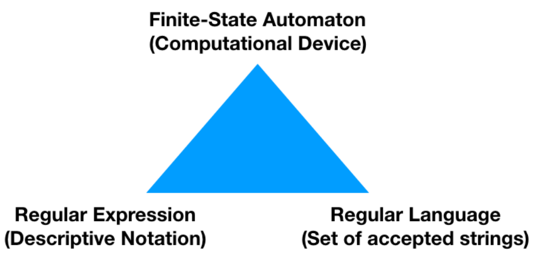 Finite-State Automaton
(Computational Device)
Regular Expression
(Descriptive Notation)
Regular Language
(Set of accepted strings)